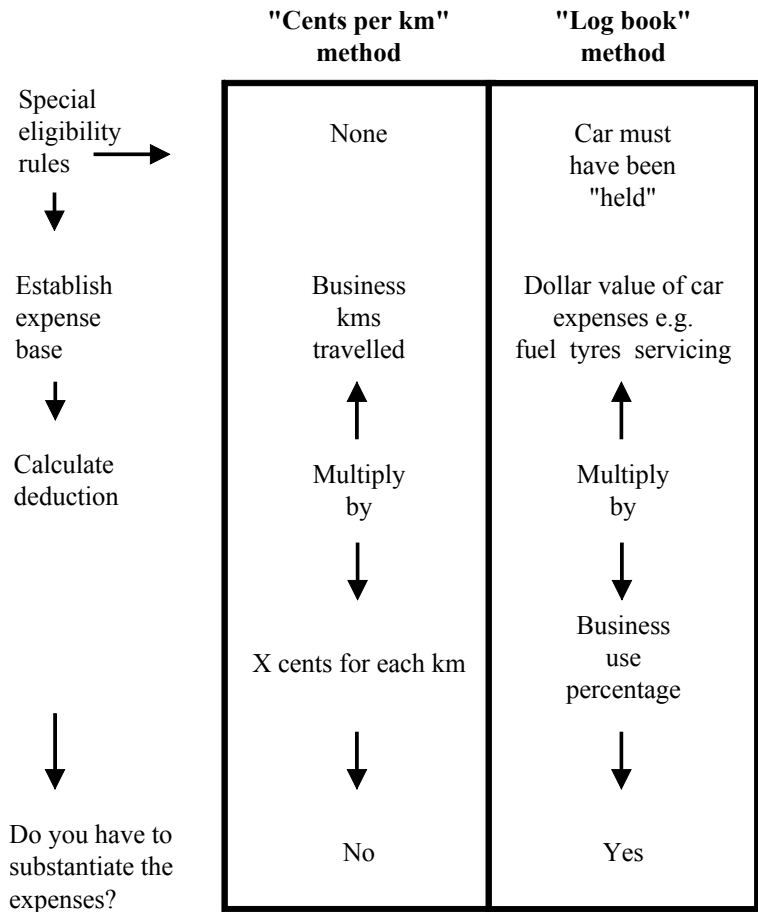 "Cents per km"
method
"Log book"
method
Special
eligibility
rules
None
Car must
have been
"held"
Establish
expense
base
Business
kms
travelled
Dollar value of car
expenses e.g.
fuel tyres servicing
Calculate
deduction
Multiply
by
Multiply
by
X cents for each km
Business
use
percentage
Do you have to
substantiate the
expenses?
No
Yes